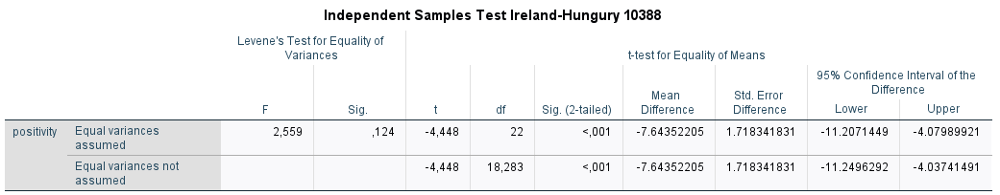 Independent Samples Test Ireland-Hungury 10388
Levene's Test for Equality of
Variances
t-test for Equality of Means
95% Confidence Interval of the
Difference
F
Sig.
t
df
Sig. (2-tailed)
Mean
Difference
Std. Error
Difference
Lower
Upper
positivity
Equal variances
assumed
2,559
,124
-4,448
22
<,001
-7.64352205
1.718341831
-11.2071449
-4.07989921
Equal variances not
assumed
-4,448
18,283
<,001
-7.64352205
1.718341831
-11.2496292
-4.03741491